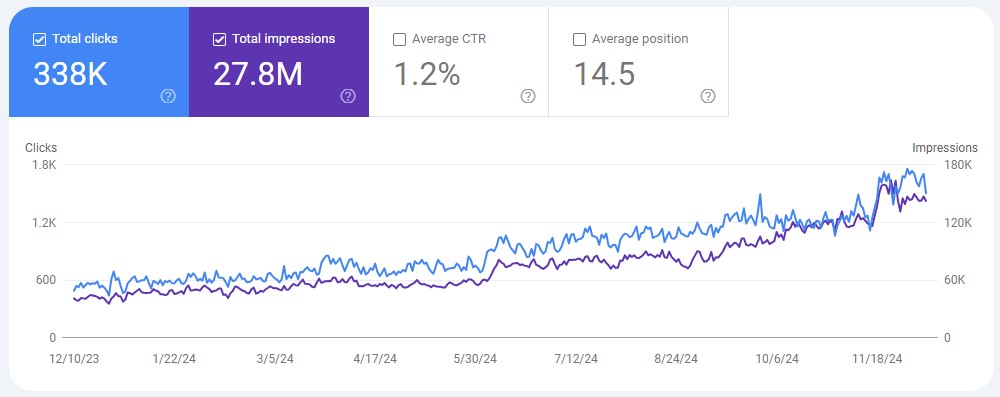 Total clicks
338K
Total impressions
27.8M
Average CTR
1.2%
Average position
14.5
Clicks
Impressions
1.8K
180K
1.2K
120K
600
60K
0
0
12/10/23 1/22/24 3/5/24 4/17/24 5/30/24 7/12/24 8/24/24 10/6/24 11/18/24